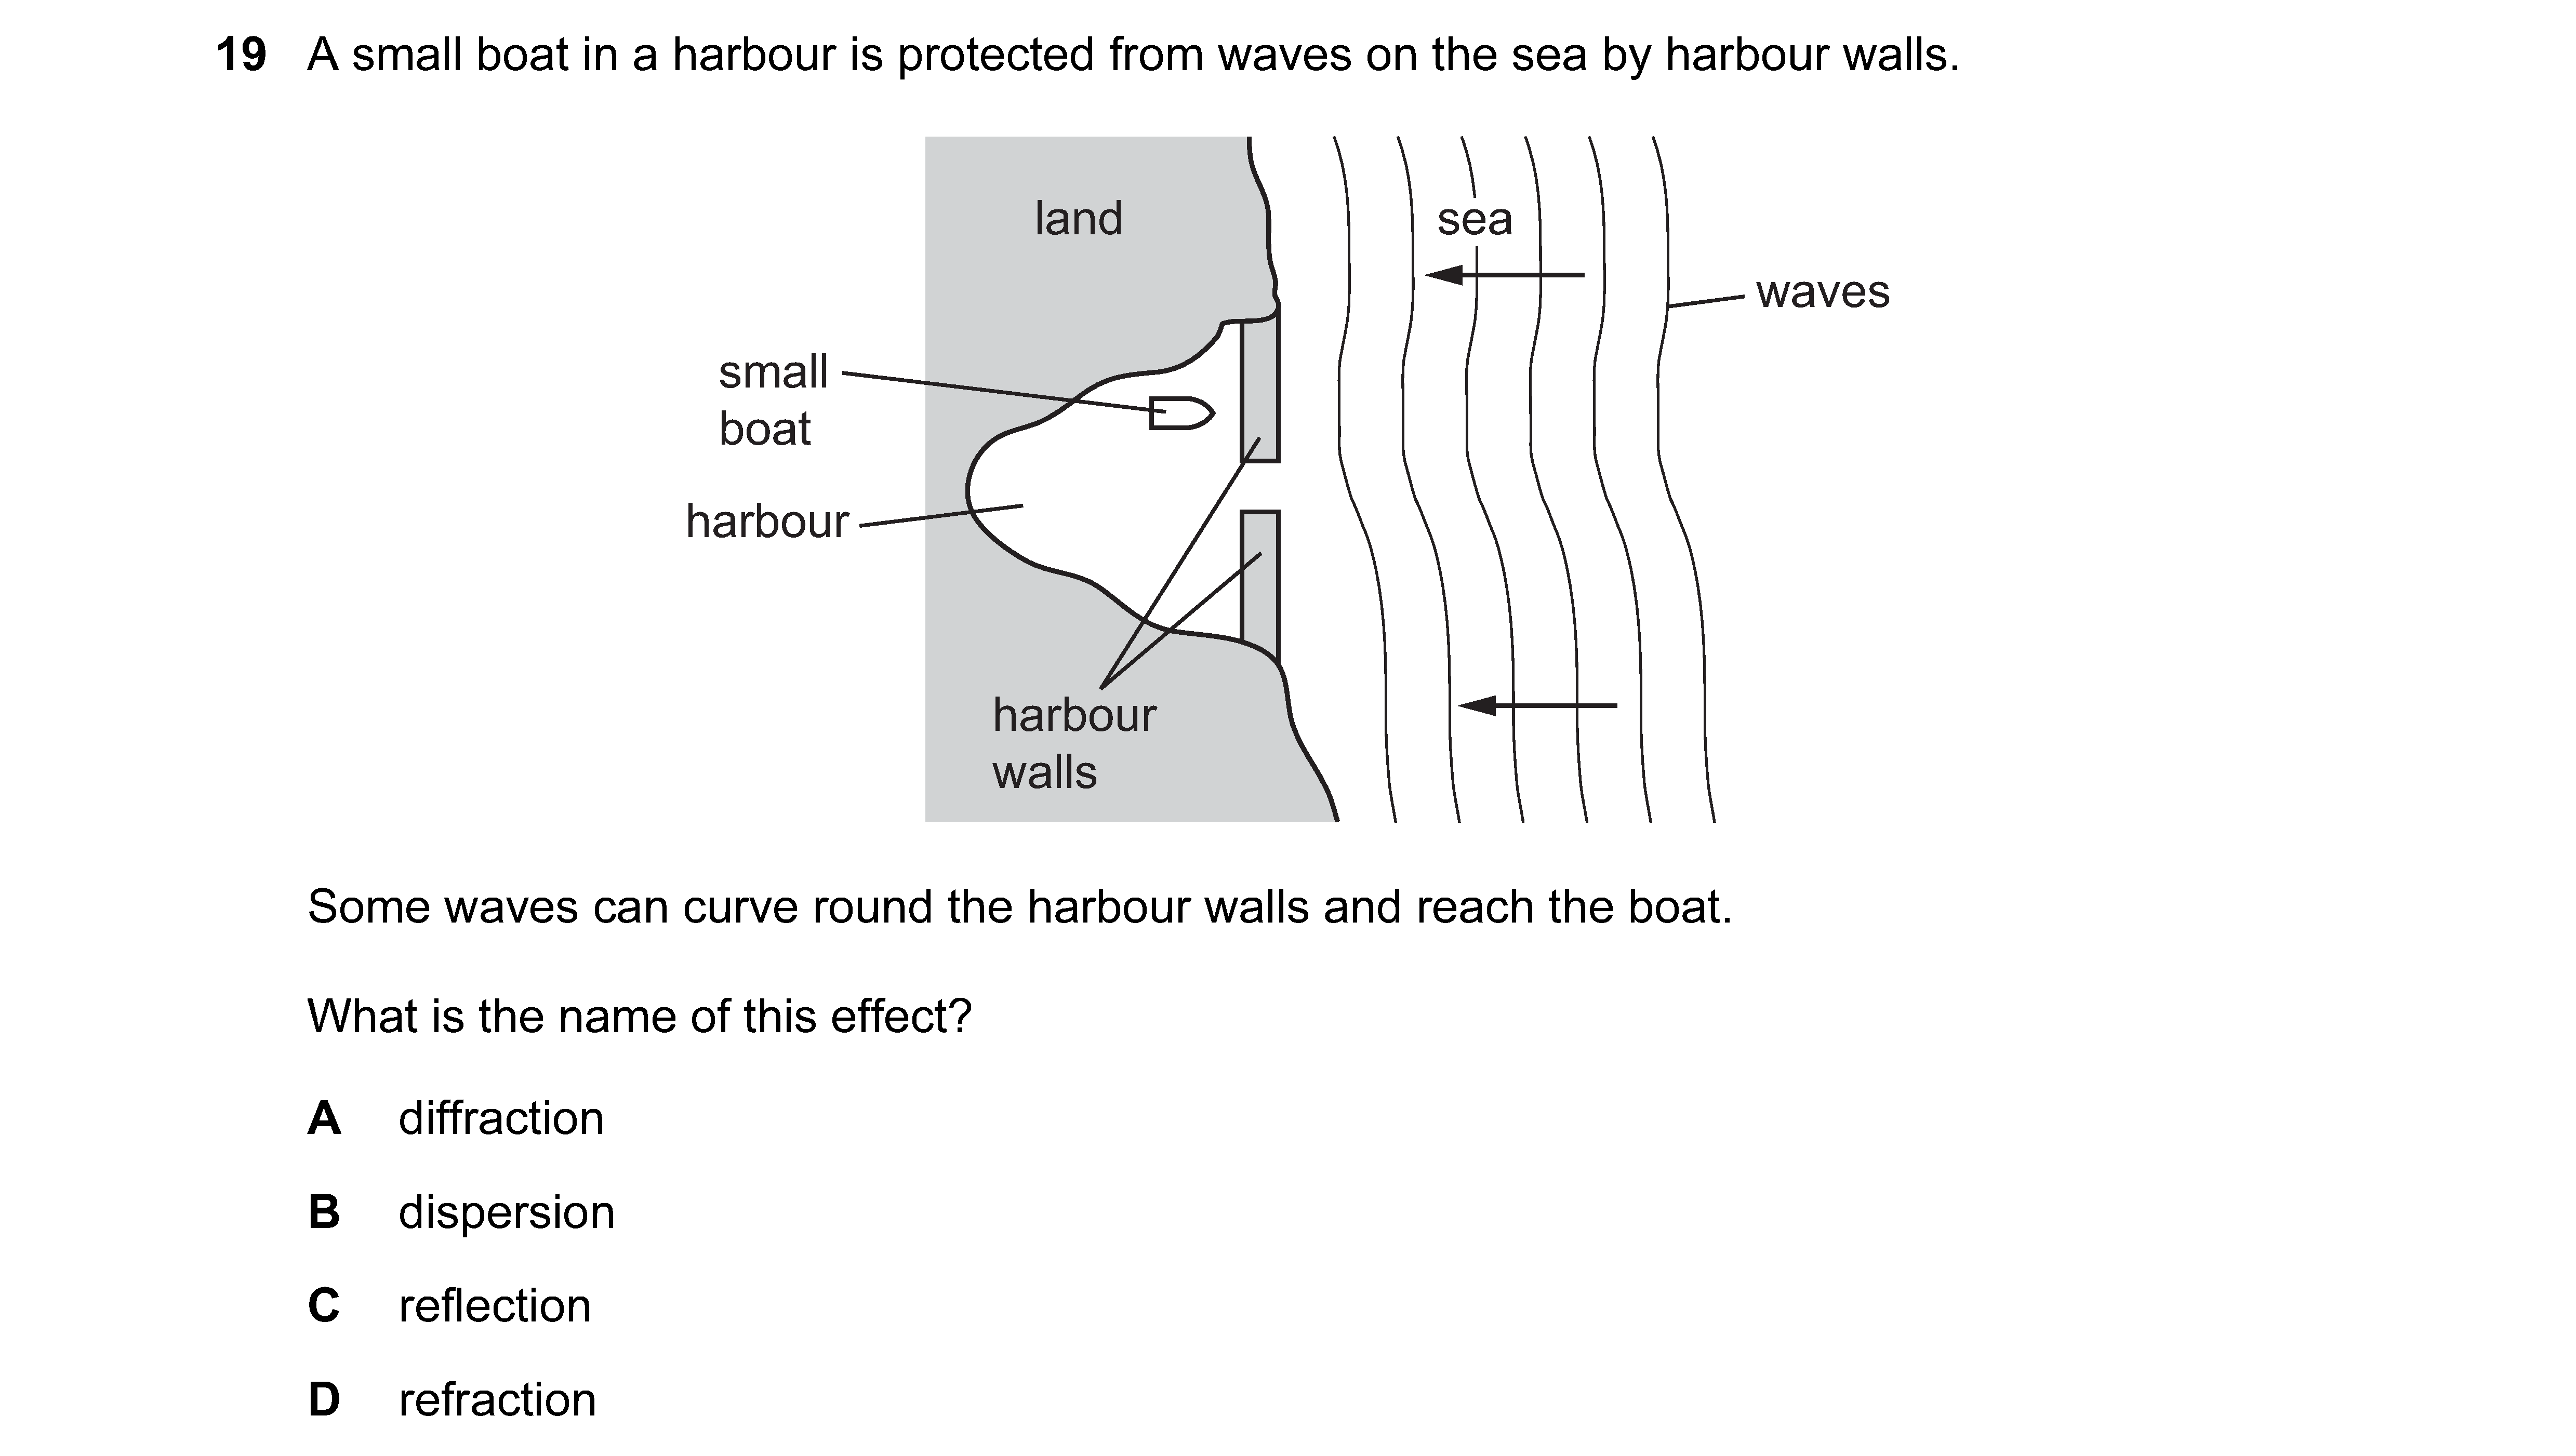 19 A small boat in a harbour is protected from waves on the sea by harbour walls.
land
sea
waves
small
boat
harbour
harbour
walls
Some waves can curve round the harbour walls and reach the boat.
What is the name of this effect?
A diffraction
B dispersion
C reflection
D refraction